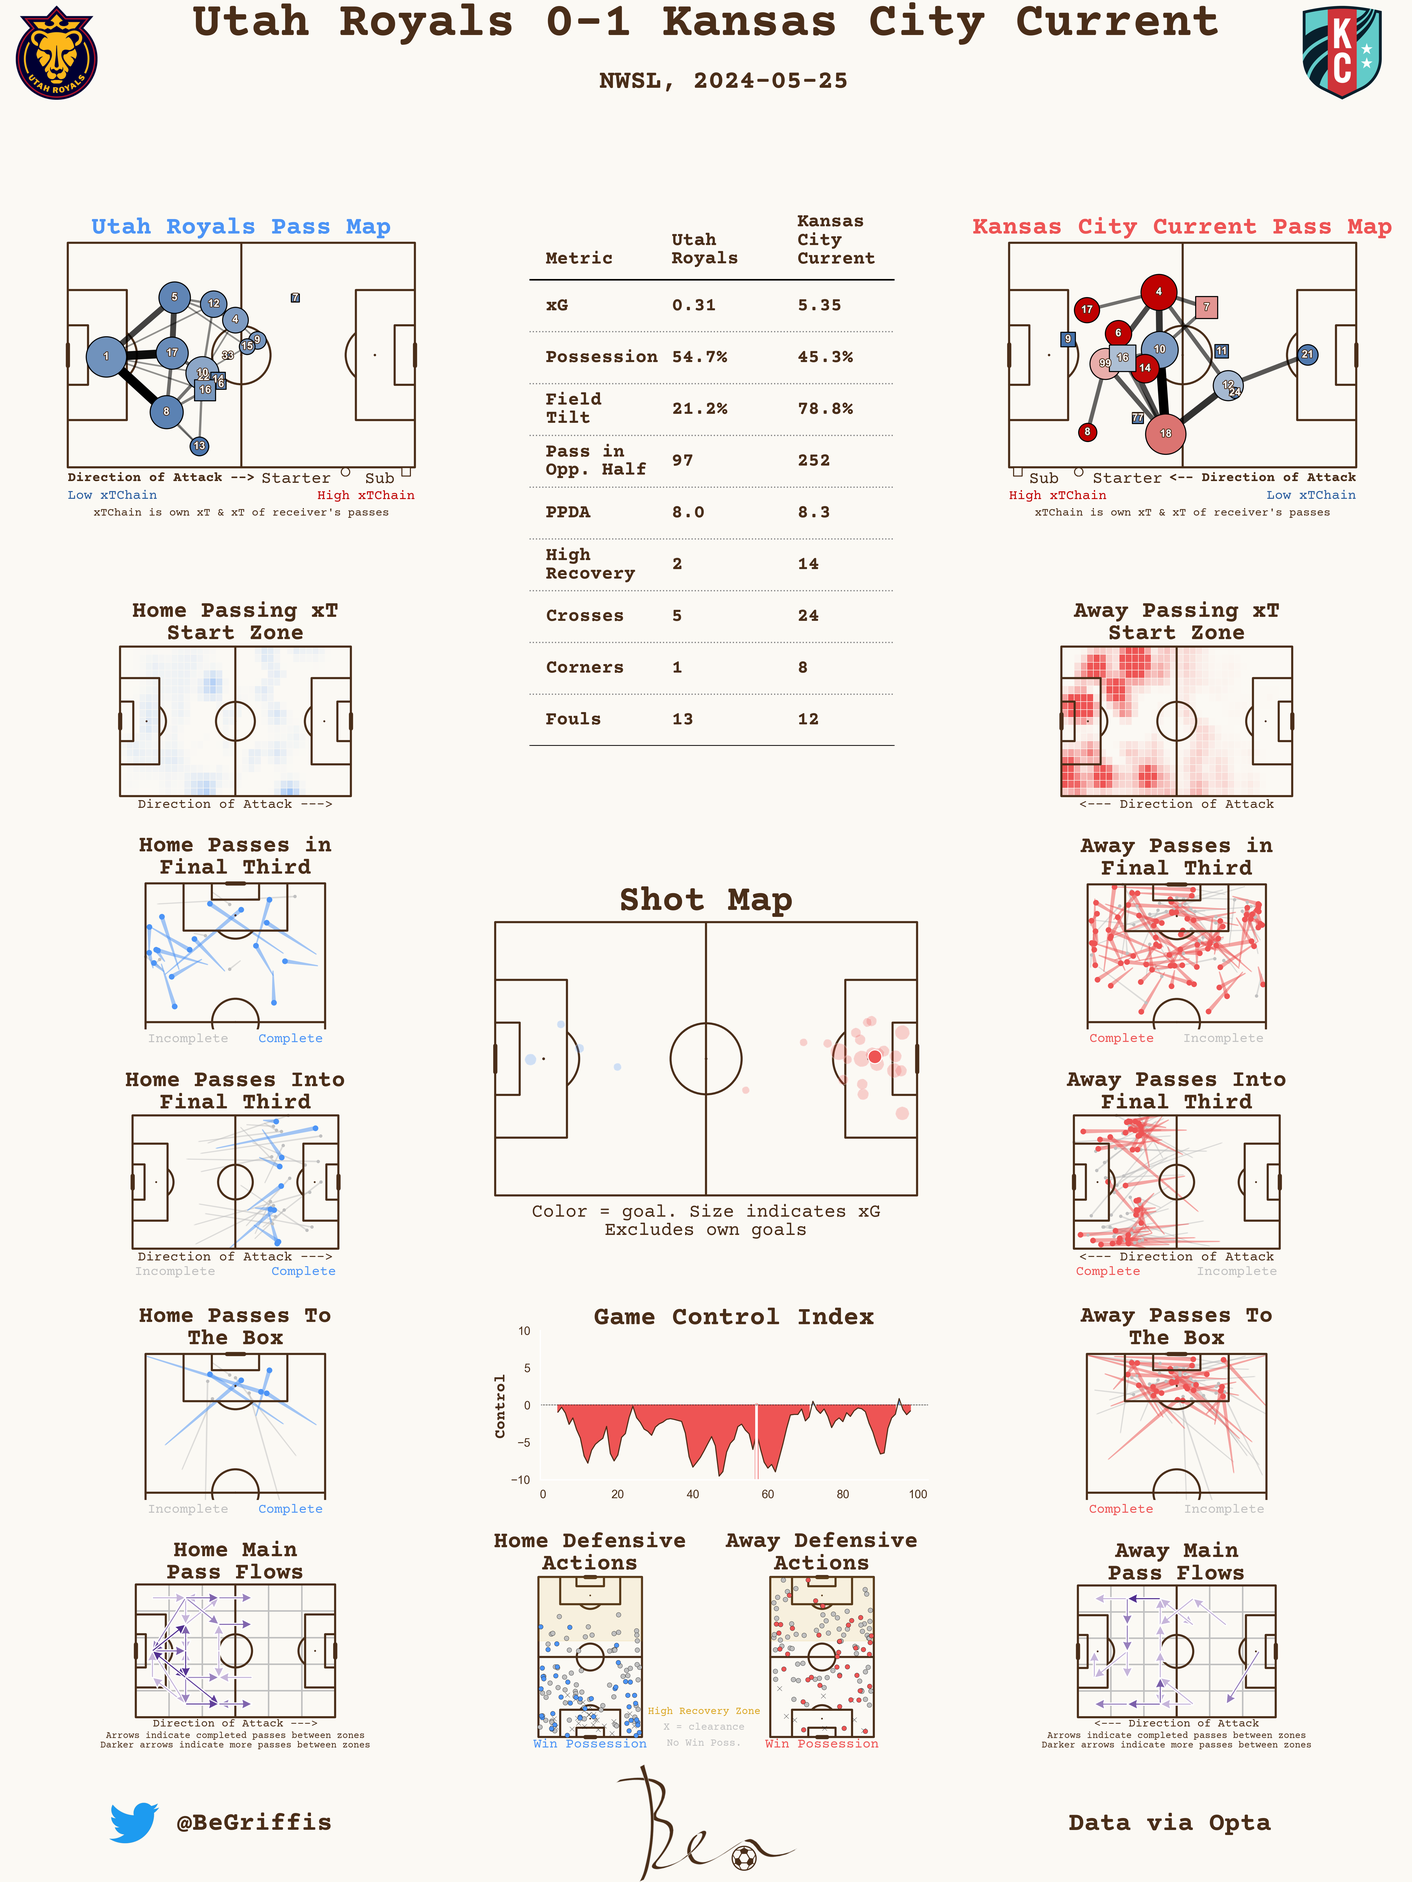 Utah Royals 0-1 Kansas City Current
NWSL, 2024-05-25
UTAH ROYALS
KC
Utah Royals Pass Map
1
5
12
4
9
15
33
17
10
22
14
6
16
8
13
7
Direction of Attack --> Starter Sub
Low xTChain High xTChain
xTChain is own xT & xT of receiver's passes
Metric Utah Royals Kansas City Current
xG 0.31 5.35
Possession 54.7% 45.3%
Field Tilt 21.2% 78.8%
Pass in Opp. Half 97 252
PPDA 8.0 8.3
High Recovery 2 14
Crosses 5 24
Corners 1 8
Fouls 13 12
Kansas City Current Pass Map
4
17
7
6
9
10
16
99
14
11
21
12
24
77
8
18
Sub Starter <-- Direction of Attack
High xTChain Low xTChain
xTChain is own xT & xT of receiver's passes
Home Passing xT
Start Zone
Direction of Attack --->
Away Passing xT
Start Zone
<--- Direction of Attack
Home Passes in
Final Third
Incomplete Complete
Shot Map
Color = goal. Size indicates xG
Excludes own goals
Away Passes in
Final Third
Complete Incomplete
Home Passes Into
Final Third
Direction of Attack --->
Incomplete Complete
Away Passes Into
Final Third
<--- Direction of Attack
Complete Incomplete
Home Passes To
The Box
Incomplete Complete
Game Control Index
Control
10
5
0
−5
−10
0 20 40 60 80 100
Away Passes To
The Box
Complete Incomplete
Home Main
Pass Flows
Direction of Attack --->
Arrows indicate completed passes between zones
Darker arrows indicate more passes between zones
Home Defensive
Actions
Win Possession
High Recovery Zone
X = clearance
No Win Poss.
Away Defensive
Actions
Win Possession
Away Main
Pass Flows
<--- Direction of Attack
Arrows indicate completed passes between zones
Darker arrows indicate more passes between zones
@BeGriffis
Ben
Data via Opta